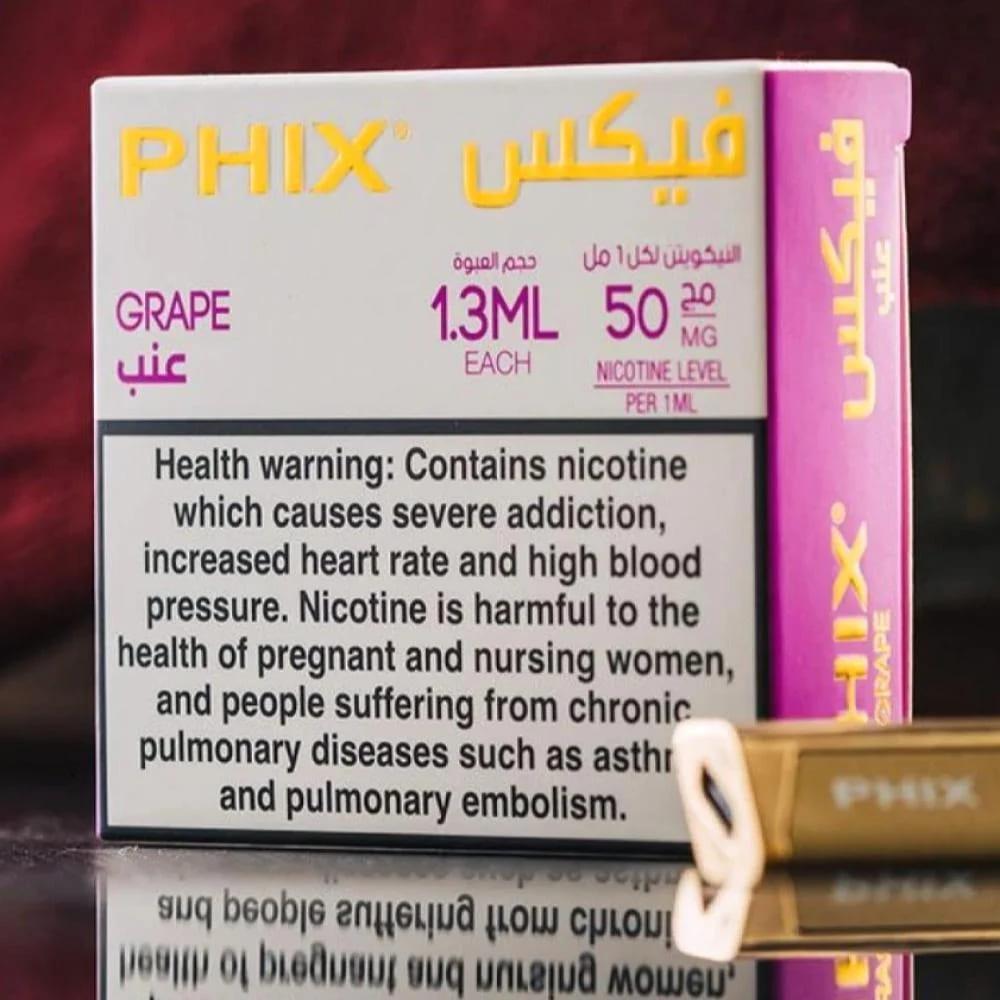 PHIX® فيكس
GRAPE
عنب
حجم العبوة
1.3ML
EACH
النيكوتين لكل 1 مل
50 مج
MG
NICOTINE LEVEL
PER 1ML
Health warning: Contains nicotine
which causes severe addiction,
increased heart rate and high blood
pressure. Nicotine is harmful to the
health of pregnant and nursing women,
and people suffering from chronic
pulmonary diseases such as
and pulmonary embolism.
فيكس
عنب
PHIX
GRAPE
PHIX